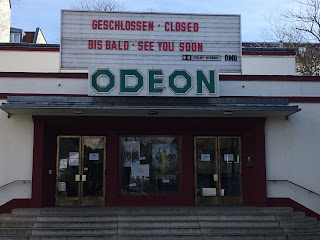 GESCHLOSSEN · CLOSED
BIS BALD · SEE YOU SOON
OMU
ODEON